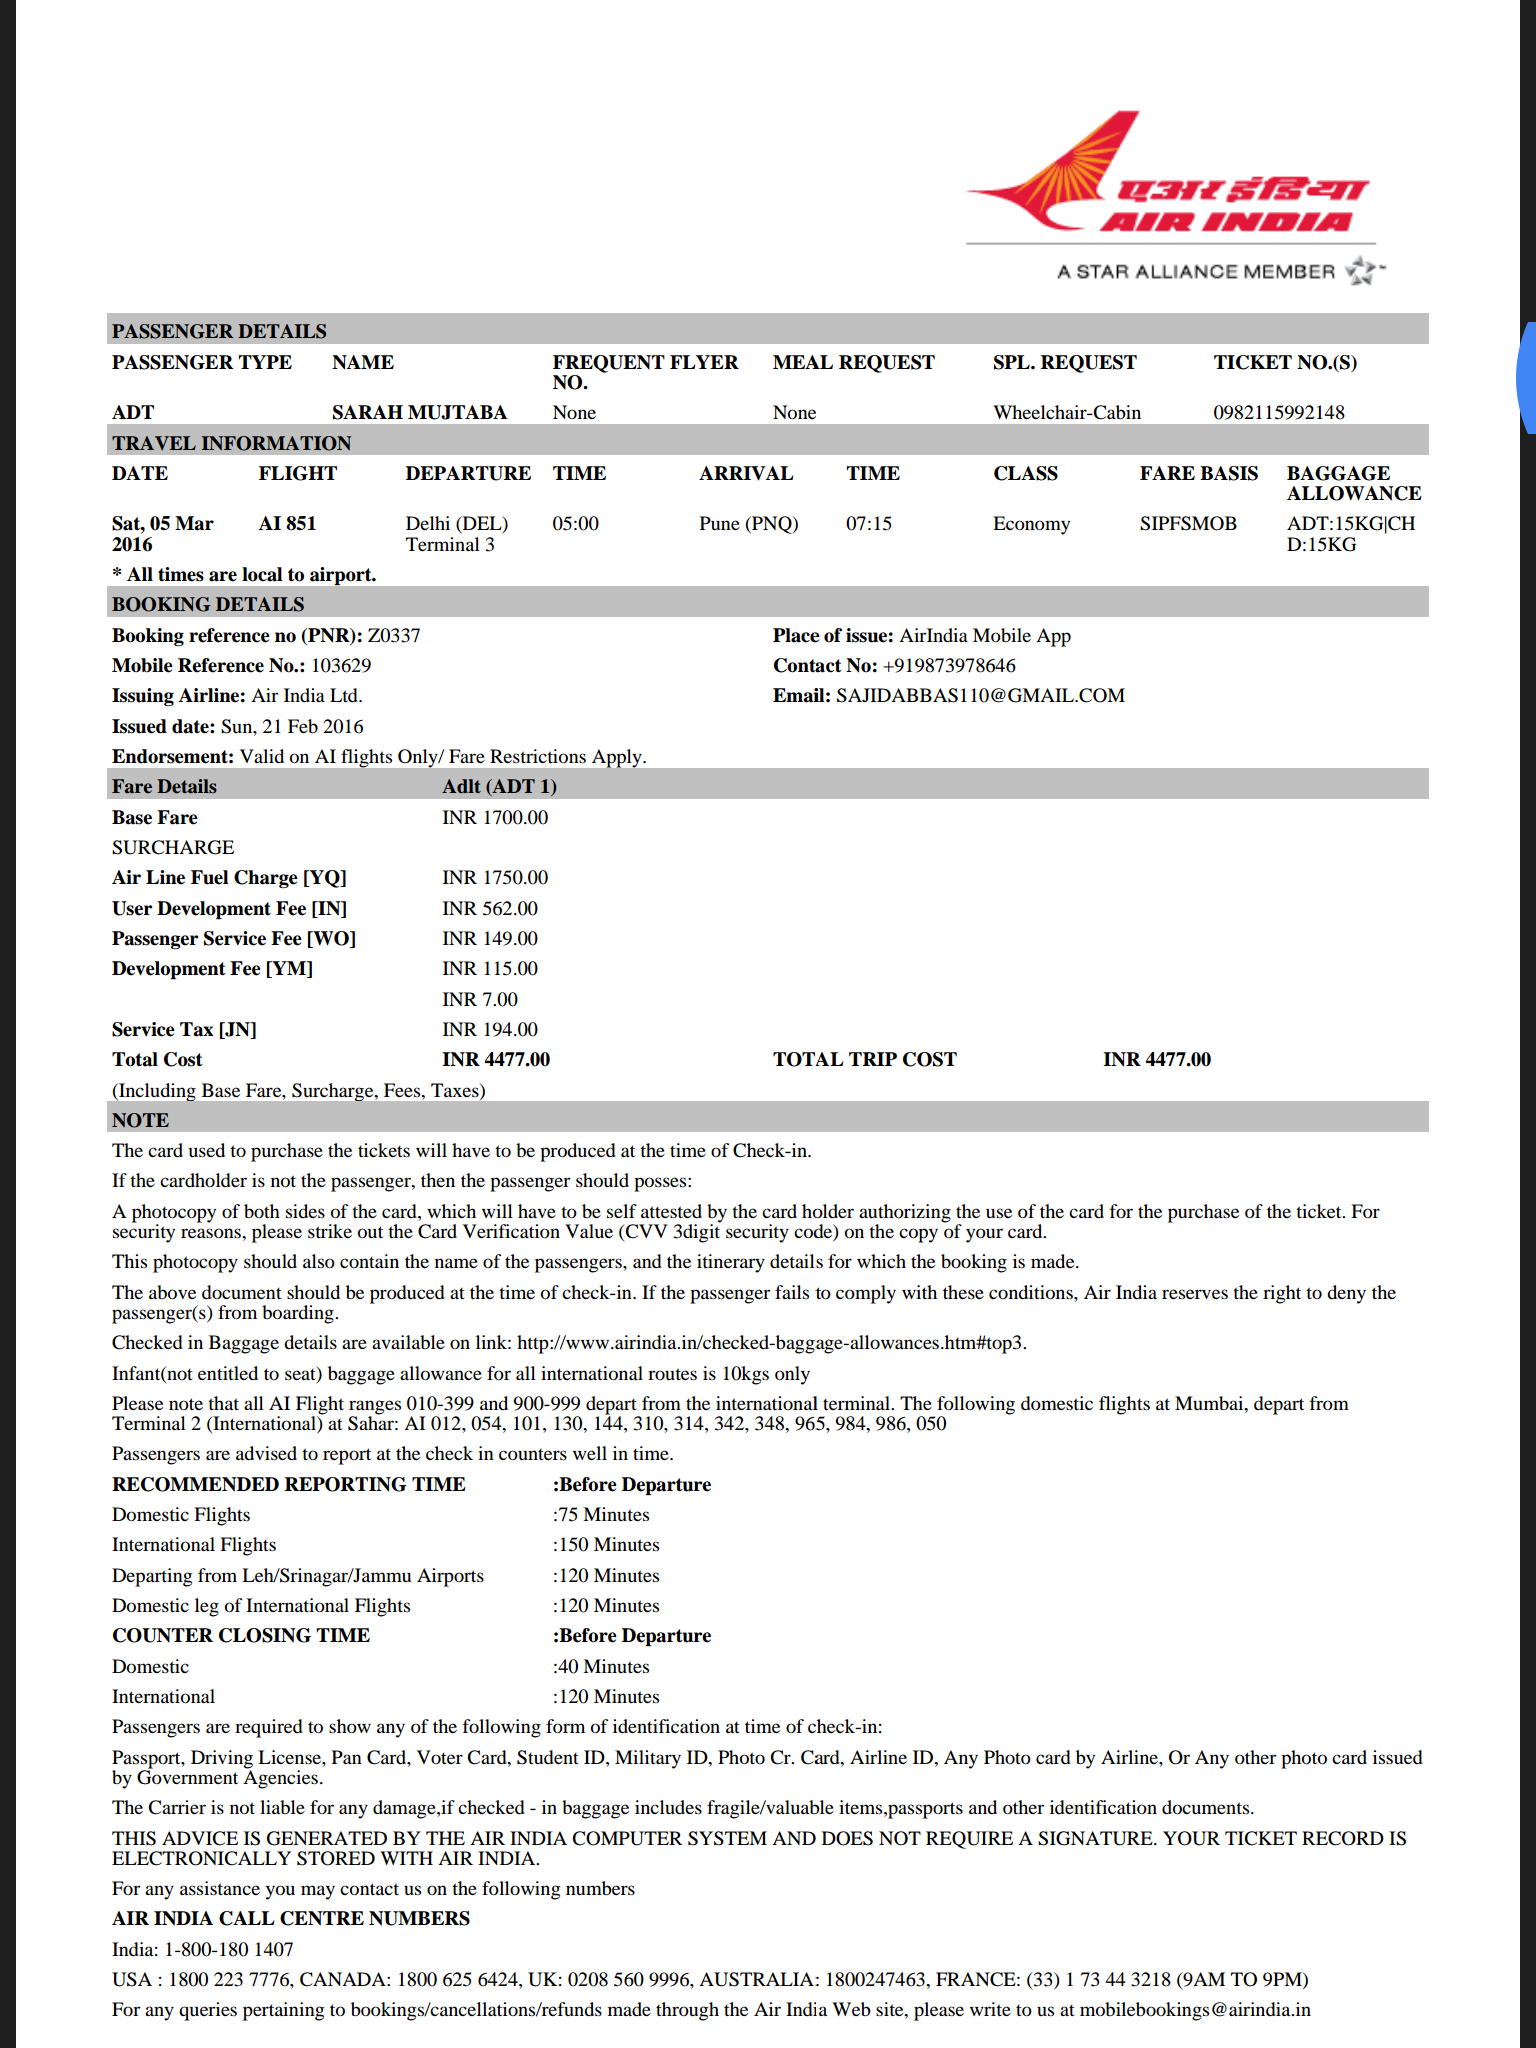 एअर इंडिया
AIR INDIA
A STAR ALLIANCE MEMBER
PASSENGER DETAILS
PASSENGER TYPE NAME FREQUENT FLYER NO. MEAL REQUEST SPL. REQUEST TICKET NO.(S)
ADT SARAH MUJTABA None None Wheelchair-Cabin 0982115992148
TRAVEL INFORMATION
DATE FLIGHT DEPARTURE TIME ARRIVAL TIME CLASS FARE BASIS BAGGAGE ALLOWANCE
Sat, 05 Mar AI 851 Delhi (DEL) 05:00 Pune (PNQ) 07:15 Economy SIPFSMOB ADT:15KG|CH
2016 Terminal 3 D:15KG
* All times are local to airport.
BOOKING DETAILS
Booking reference no (PNR): Z0337 Place of issue: AirIndia Mobile App
Mobile Reference No.: 103629 Contact No: +919873978646
Issuing Airline: Air India Ltd. Email: SAJIDABBAS110@GMAIL.COM
Issued date: Sun, 21 Feb 2016
Endorsement: Valid on AI flights Only/ Fare Restrictions Apply.
Fare Details Adlt (ADT 1)
Base Fare INR 1700.00
SURCHARGE
Air Line Fuel Charge [YQ] INR 1750.00
User Development Fee [IN] INR 562.00
Passenger Service Fee [WO] INR 149.00
Development Fee [YM] INR 115.00
INR 7.00
Service Tax [JN] INR 194.00
Total Cost INR 4477.00 TOTAL TRIP COST INR 4477.00
(Including Base Fare, Surcharge, Fees, Taxes)
NOTE
The card used to purchase the tickets will have to be produced at the time of Check-in.
If the cardholder is not the passenger, then the passenger should posses:
A photocopy of both sides of the card, which will have to be self attested by the card holder authorizing the use of the card for the purchase of the ticket. For
security reasons, please strike out the Card Verification Value (CVV 3digit security code) on the copy of your card.
This photocopy should also contain the name of the passengers, and the itinerary details for which the booking is made.
The above document should be produced at the time of check-in. If the passenger fails to comply with these conditions, Air India reserves the right to deny the
passenger(s) from boarding.
Checked in Baggage details are available on link: http://www.airindia.in/checked-baggage-allowances.htm#top3.
Infant(not entitled to seat) baggage allowance for all international routes is 10kgs only
Please note that all AI Flight ranges 010-399 and 900-999 depart from the international terminal. The following domestic flights at Mumbai, depart from
Terminal 2 (International) at Sahar: AI 012, 054, 101, 130, 144, 310, 314, 342, 348, 965, 984, 986, 050
Passengers are advised to report at the check in counters well in time.
RECOMMENDED REPORTING TIME :Before Departure
Domestic Flights :75 Minutes
International Flights :150 Minutes
Departing from Leh/Srinagar/Jammu Airports :120 Minutes
Domestic leg of International Flights :120 Minutes
COUNTER CLOSING TIME :Before Departure
Domestic :40 Minutes
International :120 Minutes
Passengers are required to show any of the following form of identification at time of check-in:
Passport, Driving License, Pan Card, Voter Card, Student ID, Military ID, Photo Cr. Card, Airline ID, Any Photo card by Airline, Or Any other photo card issued
by Government Agencies.
The Carrier is not liable for any damage,if checked - in baggage includes fragile/valuable items,passports and other identification documents.
THIS ADVICE IS GENERATED BY THE AIR INDIA COMPUTER SYSTEM AND DOES NOT REQUIRE A SIGNATURE. YOUR TICKET RECORD IS
ELECTRONICALLY STORED WITH AIR INDIA.
For any assistance you may contact us on the following numbers
AIR INDIA CALL CENTRE NUMBERS
India: 1-800-180 1407
USA : 1800 223 7776, CANADA: 1800 625 6424, UK: 0208 560 9996, AUSTRALIA: 1800247463, FRANCE: (33) 1 73 44 3218 (9AM TO 9PM)
For any queries pertaining to bookings/cancellations/refunds made through the Air India Web site, please write to us at mobilebookings@airindia.in